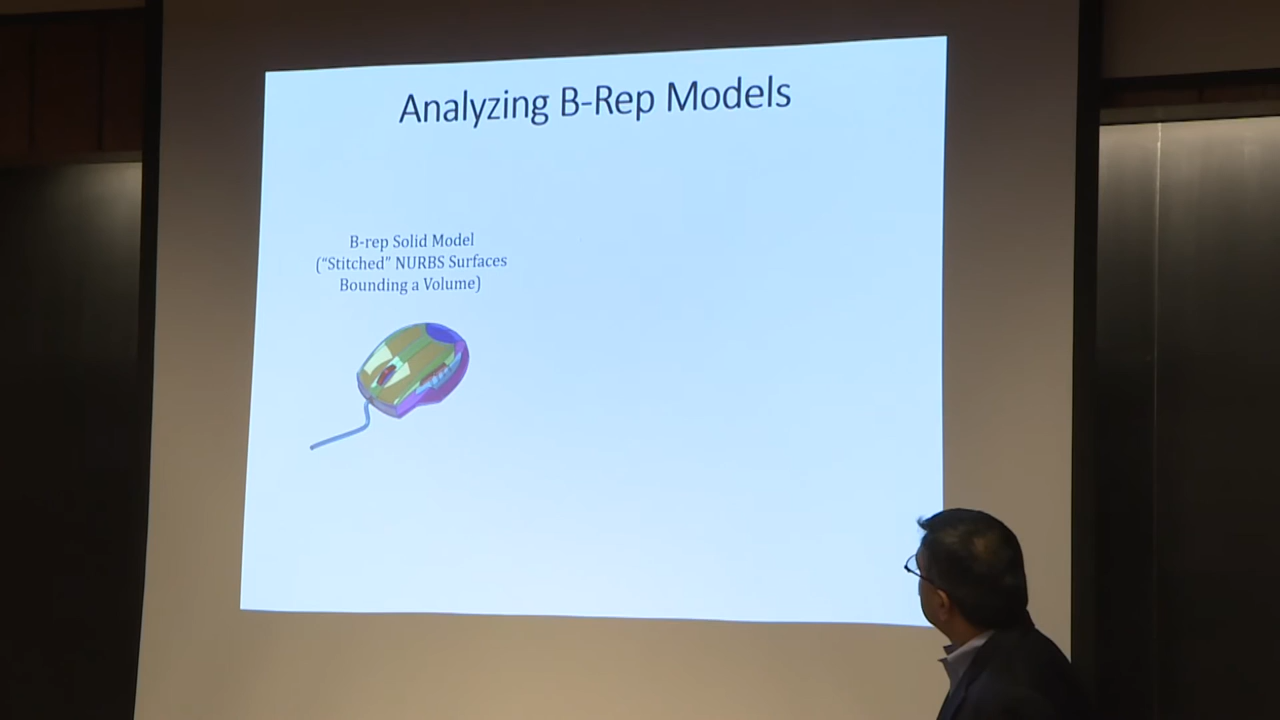 Analyzing B-Rep Models
B-rep Solid Model
("Stitched" NURBS Surfaces
Bounding a Volume)